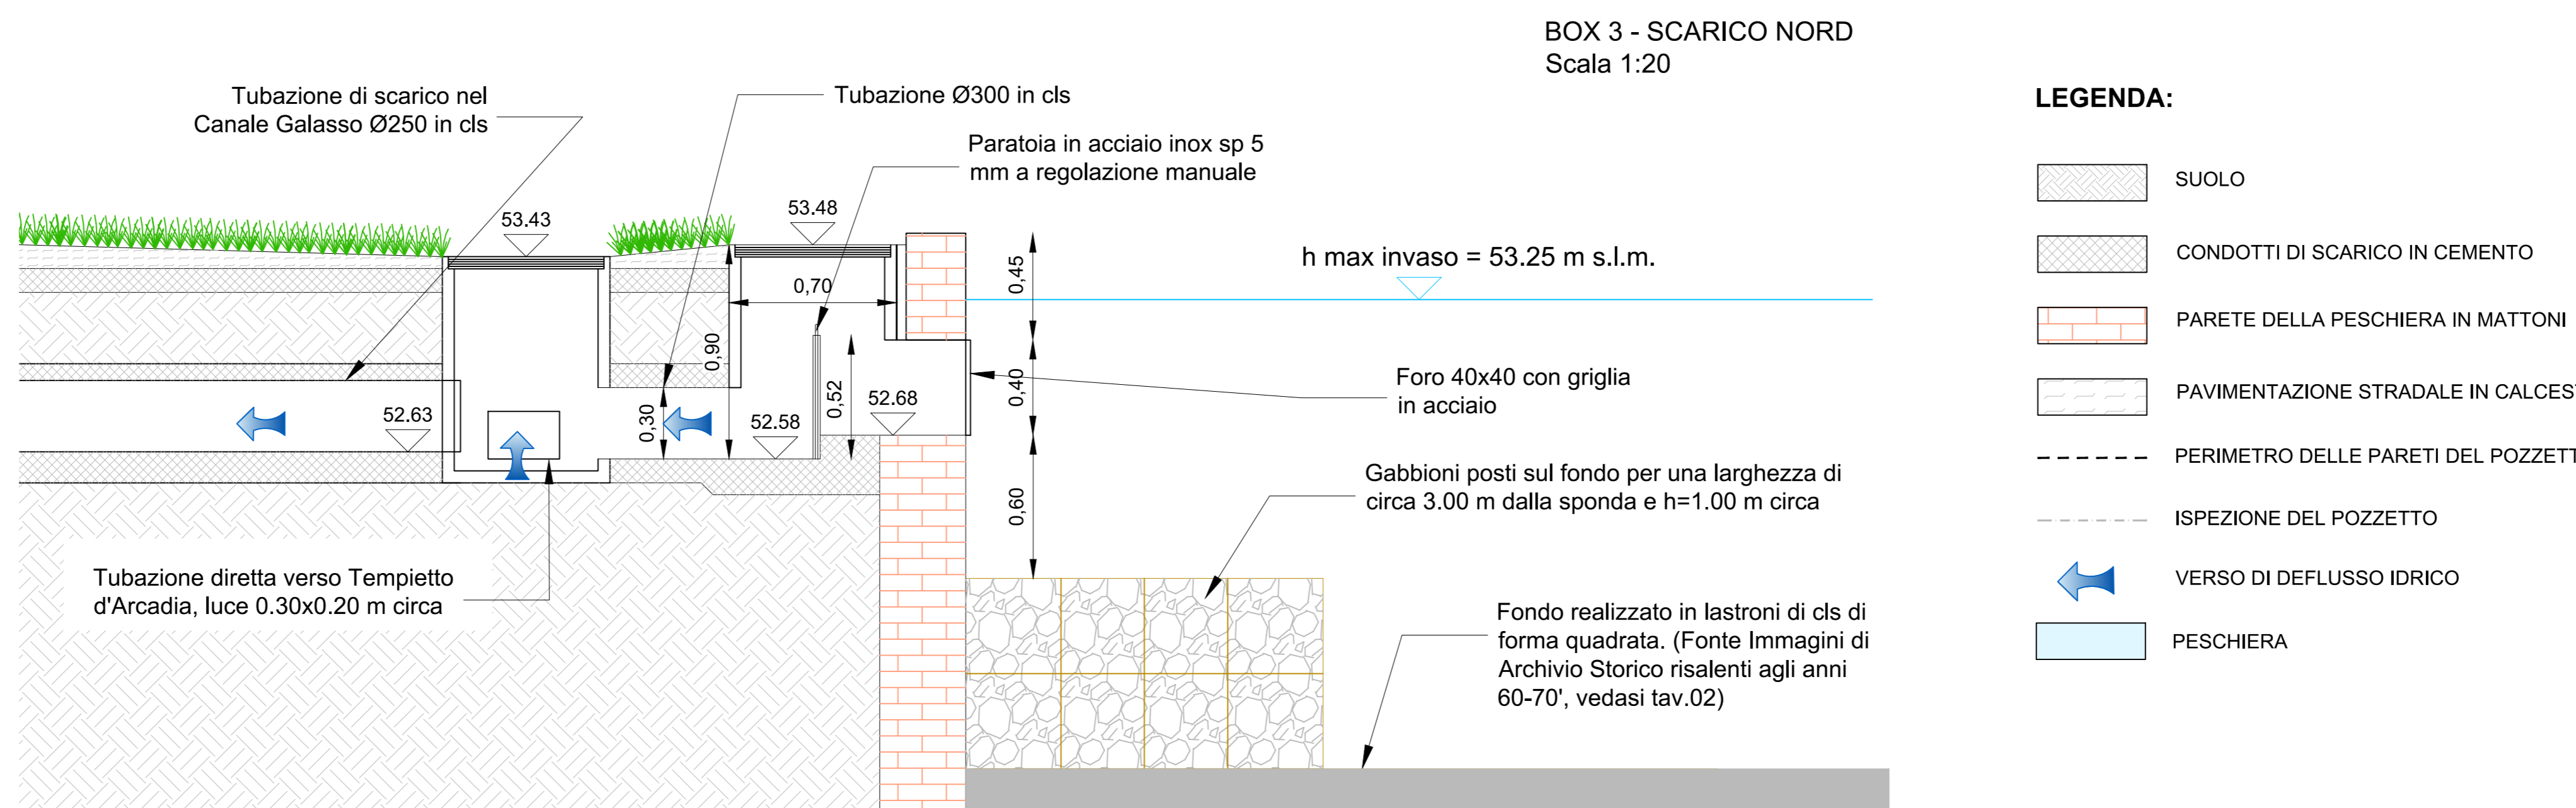 BOX 3 - SCARICO NORD
Scala 1:20
Tubazione di scarico nel
Canale Galasso Ø250 in cls
Tubazione Ø300 in cls
Paratoia in acciaio inox sp 5
mm a regolazione manuale
53.43
53.48
h max invaso = 53.25 m s.l.m.
0,45
0,70
0,90
0,52
0,40
0,30
52.63
52.58
52.68
0,60
Foro 40x40 con griglia
in acciaio
Gabbioni posti sul fondo per una larghezza di
circa 3.00 m dalla sponda e h=1.00 m circa
Tubazione diretta verso Tempietto
d'Arcadia, luce 0.30x0.20 m circa
Fondo realizzato in lastroni di cls di
forma quadrata. (Fonte Immagini di
Archivio Storico risalenti agli anni
60-70', vedasi tav.02)
LEGENDA:
SUOLO
CONDOTTI DI SCARICO IN CEMENTO
PARETE DELLA PESCHIERA IN MATTONI
PAVIMENTAZIONE STRADALE IN CALCES
PERIMETRO DELLE PARETI DEL POZZETT
ISPEZIONE DEL POZZETTO
VERSO DI DEFLUSSO IDRICO
PESCHIERA